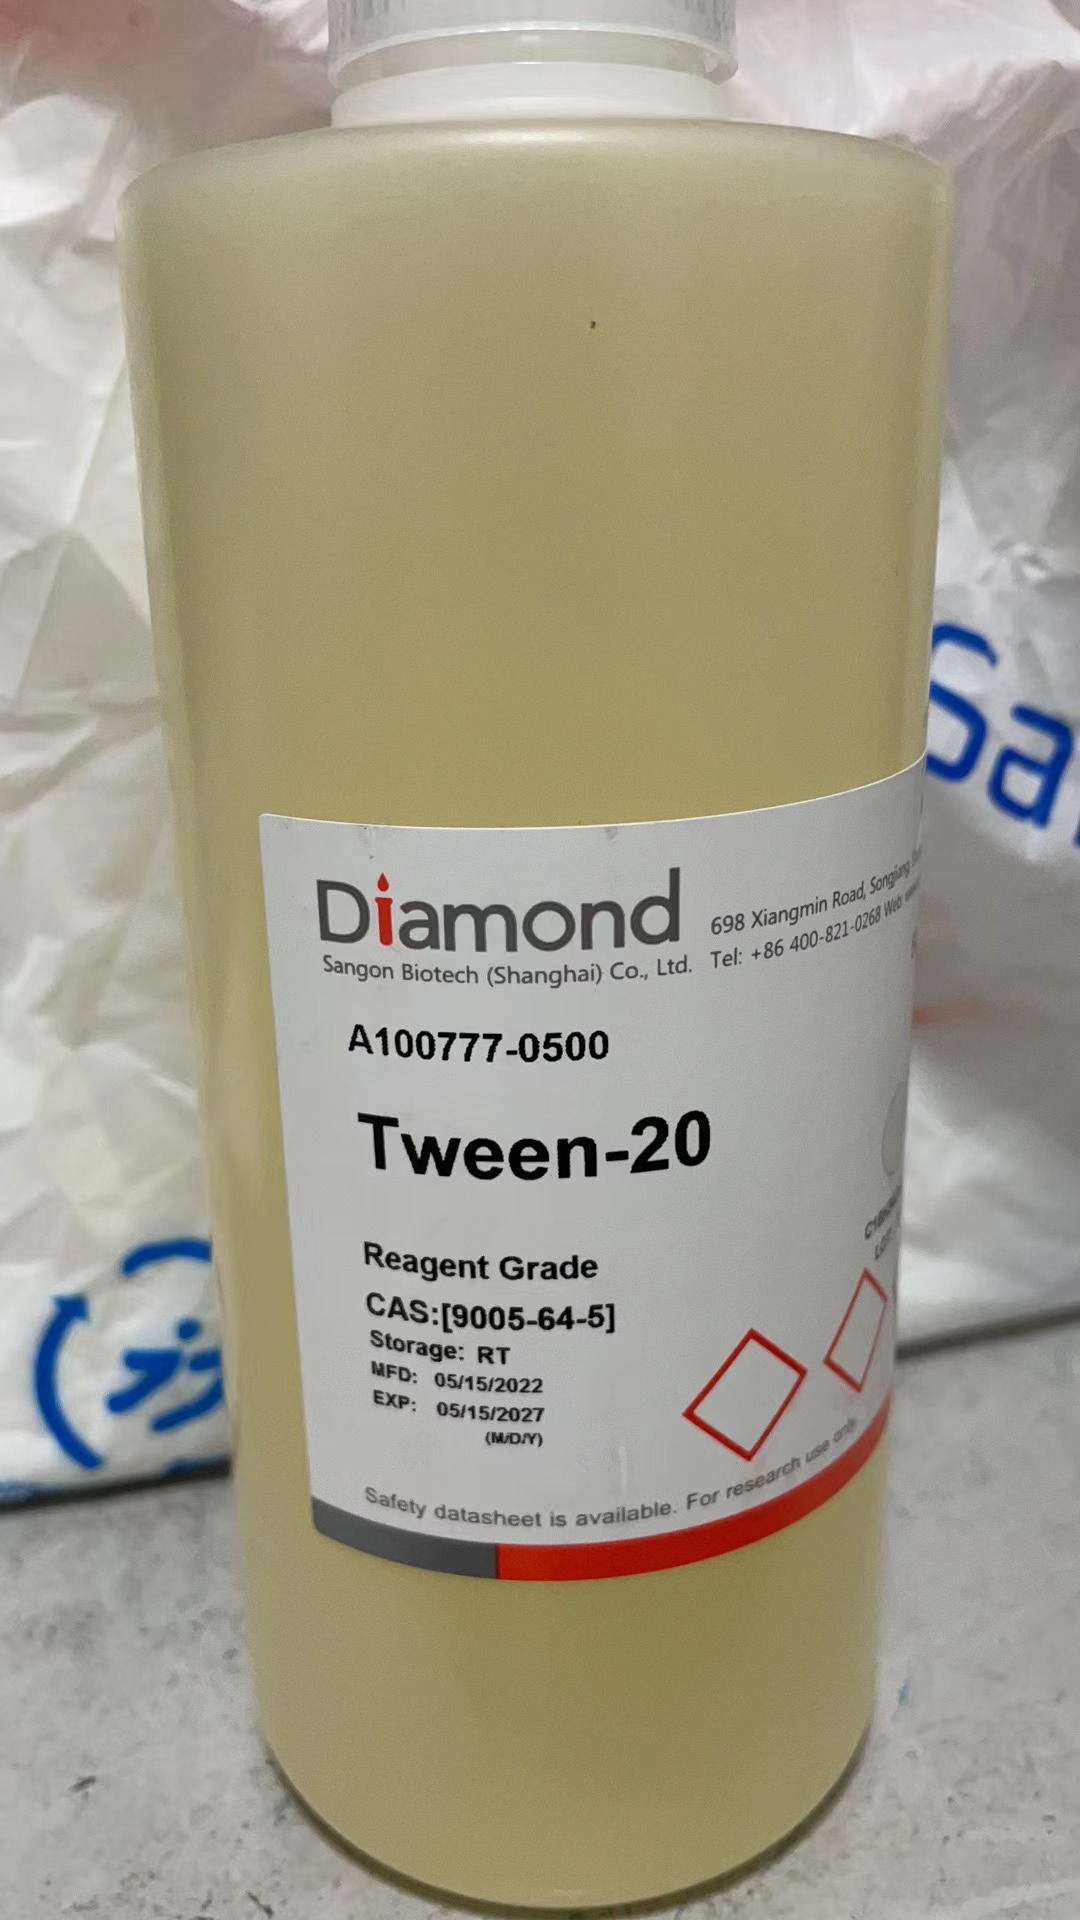 Diamond
Sangon Biotech (Shanghai) Co., Ltd.
698 Xiangmin Road, Songjiang,
Tel: +86 400-821-0268 Web:
A100777-0500
Tween-20
Reagent Grade
CAS:[9005-64-5]
Storage: RT
MFD: 05/15/2022
EXP: 05/15/2027
(M/D/Y)
Safety datasheet is available. For research use only.
Sa